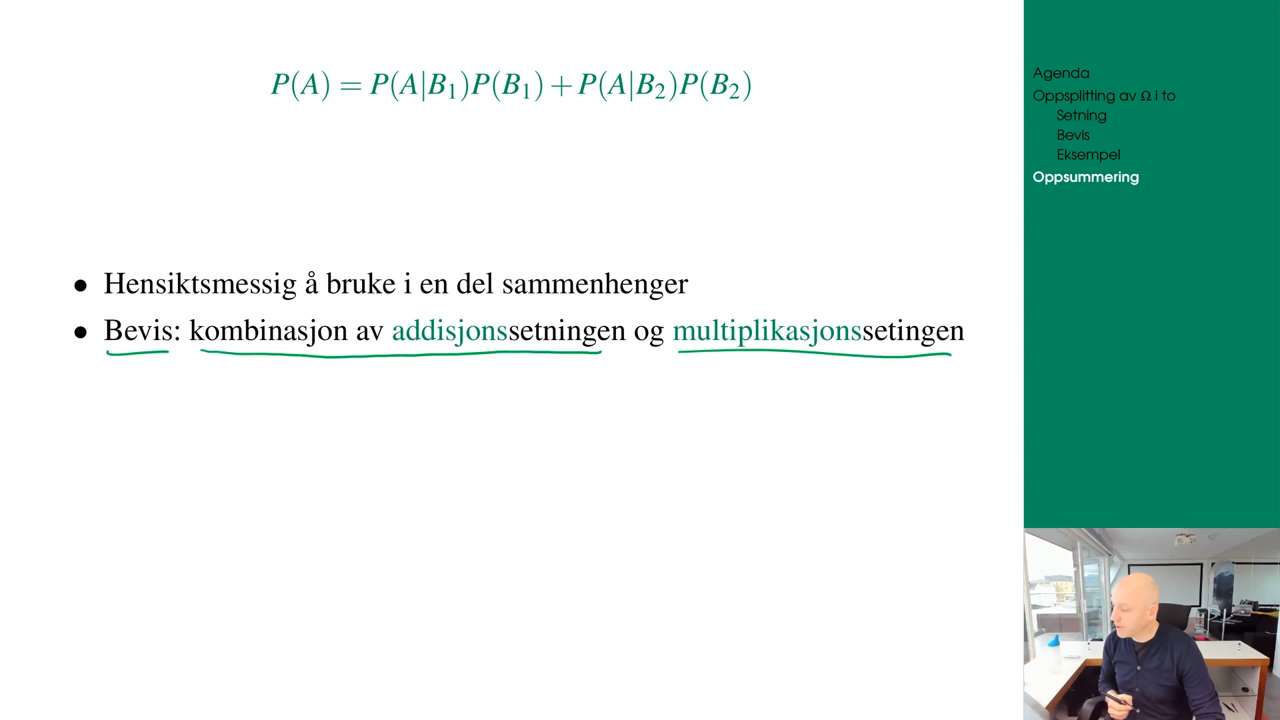 P(A) = P(A|B₁)P(B₁) + P(A|B₂)P(B₂)
• Hensiktsmessig å bruke i en del sammenhenger
• Bevis: kombinasjon av addisjonssetningen og multiplikasjonssetingen
Agenda
Oppsplitting av Ω i to
Setning
Bevis
Eksempel
Oppsummering